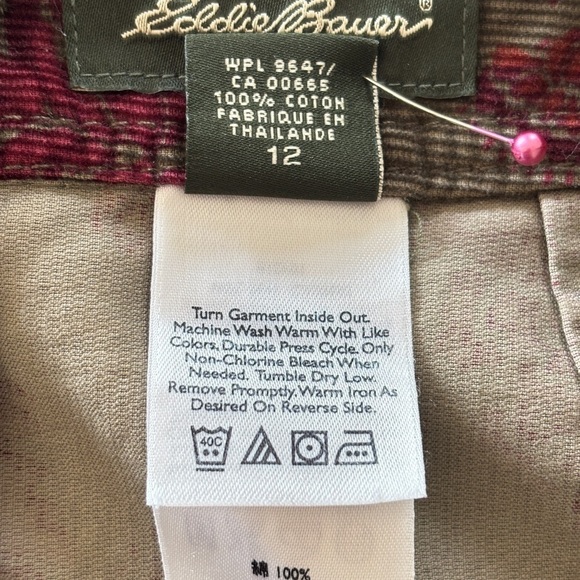 Eddie Bauer®
WPL 9647/
CA 00665
100% COTON
FABRIQUE EN
THAILANDE
12
Turn Garment Inside Out.
Machine Wash Warm With Like
Colors, Durable Press Cycle. Only
Non-Chlorine Bleach When
Needed. Tumble Dry Low.
Remove Promptly. Warm Iron As
Desired On Reverse Side.
40C
綿 100%